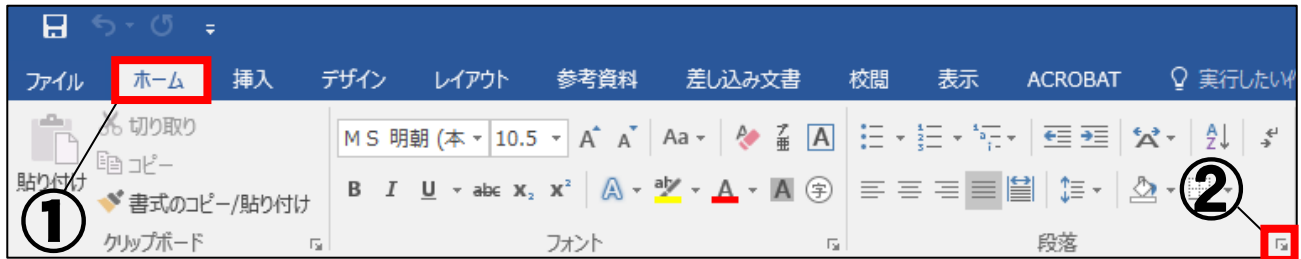 ファイル ホーム 挿入 デザイン レイアウト 参考資料 差し込み文書 校閲 表示 ACROBAT 実行したい
切り取り
コピー
貼り付け
書式のコピー/貼り付け
ＭＳ 明朝 (本 10.5 A A Aa ア亜 A
B I U abc X₂ X² A ab A A 字
A Z
① ②
クリップボード フォント 段落